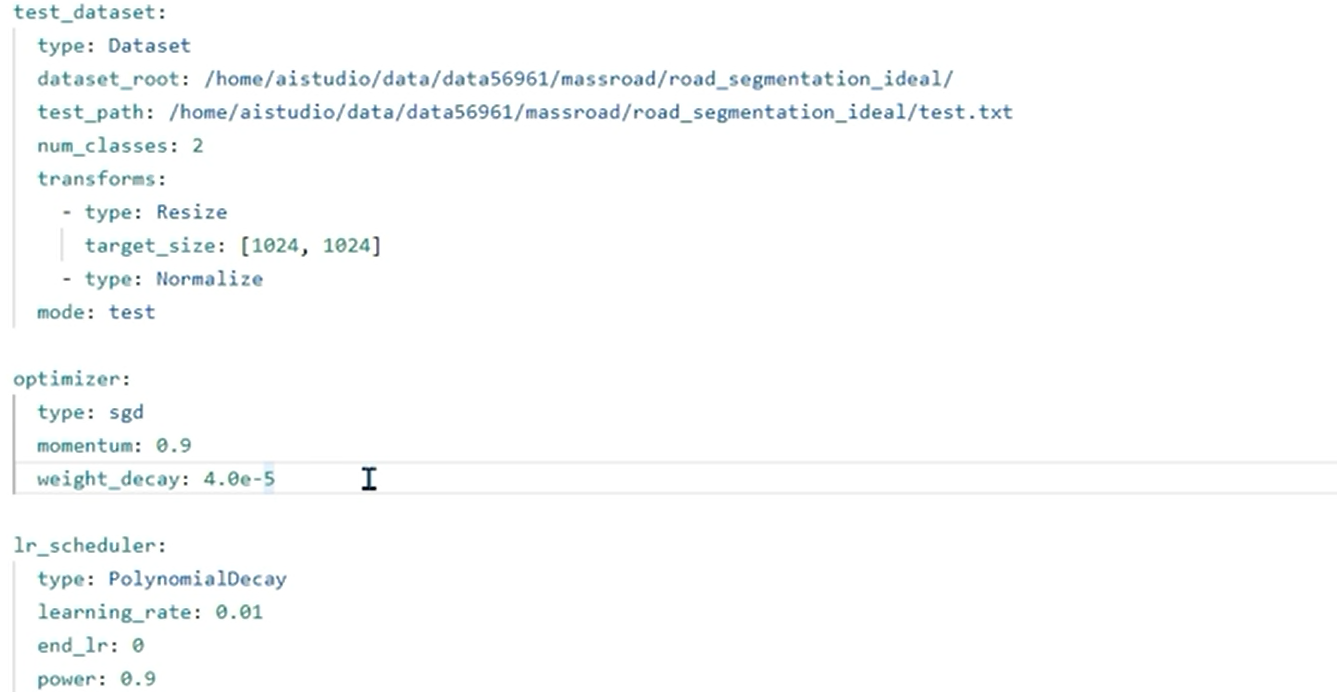 test_dataset:
type: Dataset
dataset_root: /home/aistudio/data/data56961/massroad/road_segmentation_ideal/
test_path: /home/aistudio/data/data56961/massroad/road_segmentation_ideal/test.txt
num_classes: 2
transforms:
- type: Resize
target_size: [1024, 1024]
- type: Normalize
mode: test
optimizer:
type: sgd
momentum: 0.9
weight_decay: 4.0e-5
lr_scheduler:
type: PolynomialDecay
learning_rate: 0.01
end_lr: 0
power: 0.9